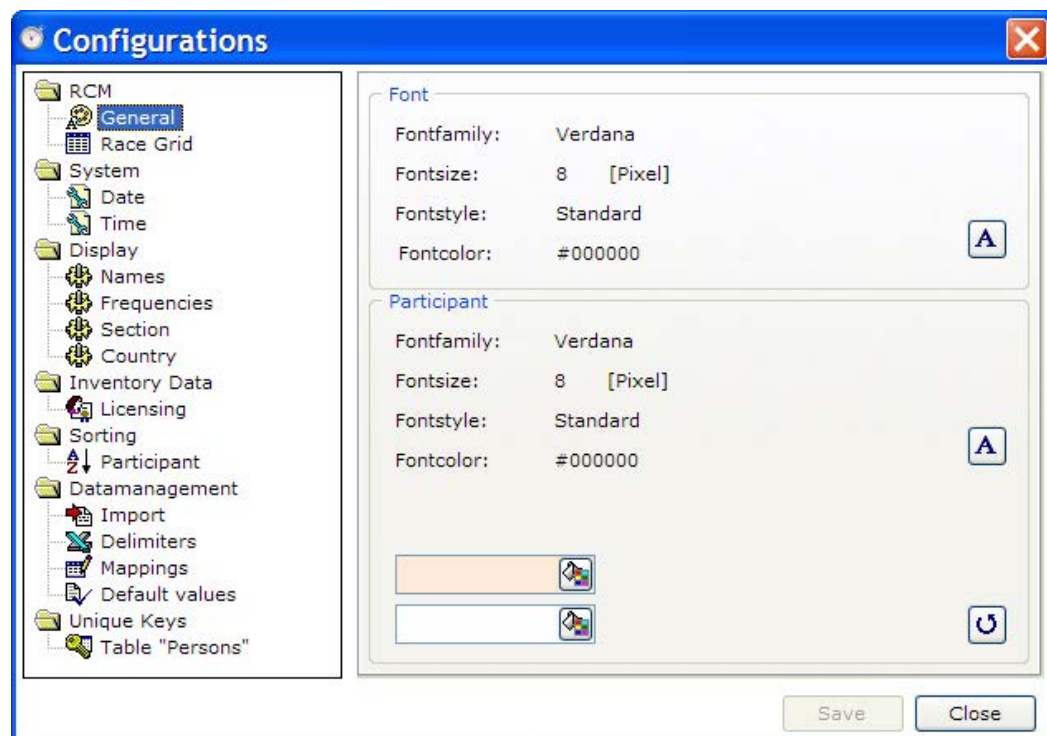 Configurations
RCM
General
Race Grid
System
Date
Time
Display
Names
Frequencies
Section
Country
Inventory Data
Licensing
Sorting
Participant
Datamanagement
Import
Delimiters
Mappings
Default values
Unique Keys
Table "Persons"
Font
Fontfamily: Verdana
Fontsize: 8 [Pixel]
Fontstyle: Standard
Fontcolor: #000000
A
Participant
Fontfamily: Verdana
Fontsize: 8 [Pixel]
Fontstyle: Standard
Fontcolor: #000000
A
Save Close